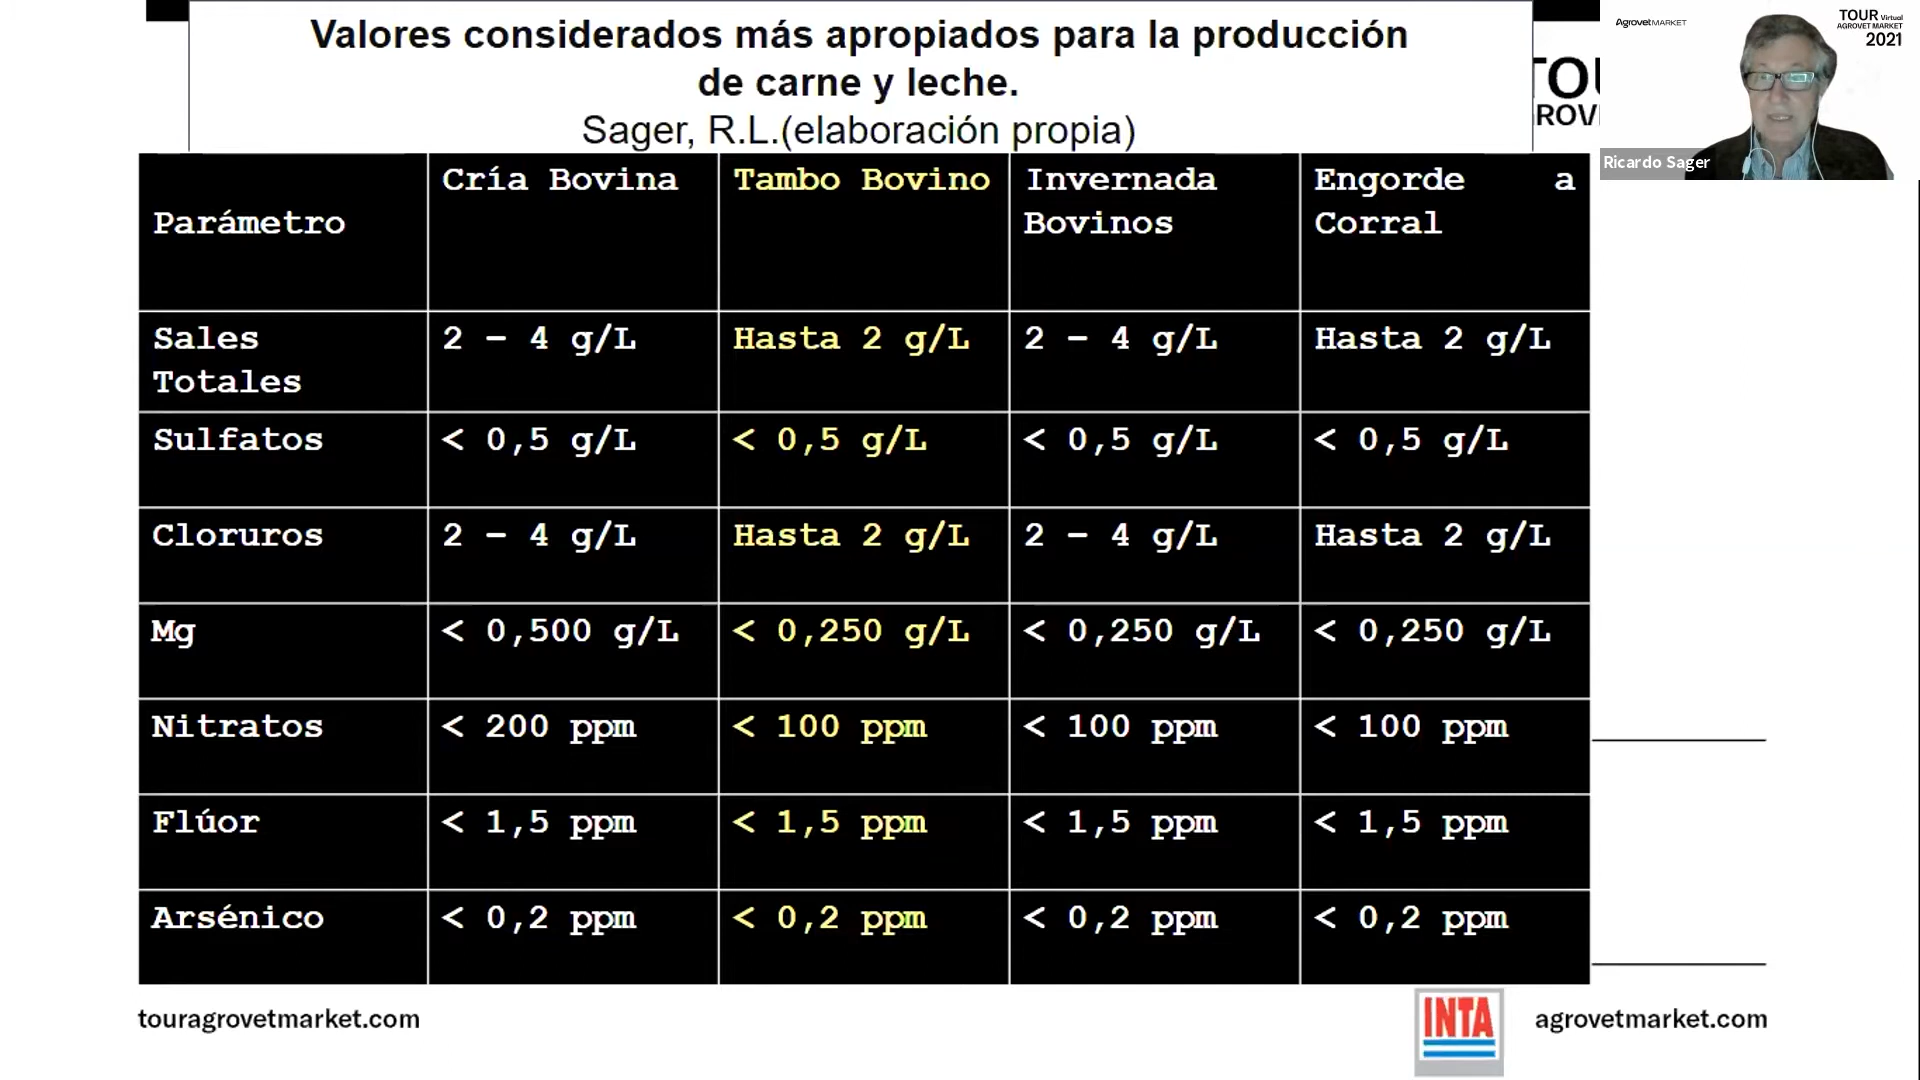 Valores considerados más apropiados para la producción
de carne y leche.
Sager, R.L.(elaboración propia)
AgrovetMARKET
TOUR Virtual
AGROVET MARKET
2021
Ricardo Sager
Parámetro
Cría Bovina
Tambo Bovino
Invernada
Bovinos
Engorde a
Corral
Sales
Totales
2 – 4 g/L
Hasta 2 g/L
2 – 4 g/L
Hasta 2 g/L
Sulfatos
< 0,5 g/L
< 0,5 g/L
< 0,5 g/L
< 0,5 g/L
Cloruros
2 – 4 g/L
Hasta 2 g/L
2 – 4 g/L
Hasta 2 g/L
Mg
< 0,500 g/L
< 0,250 g/L
< 0,250 g/L
< 0,250 g/L
Nitratos
< 200 ppm
< 100 ppm
< 100 ppm
< 100 ppm
Flúor
< 1,5 ppm
< 1,5 ppm
< 1,5 ppm
< 1,5 ppm
Arsénico
< 0,2 ppm
< 0,2 ppm
< 0,2 ppm
< 0,2 ppm
touragrovetmarket.com
INTA
agrovetmarket.com